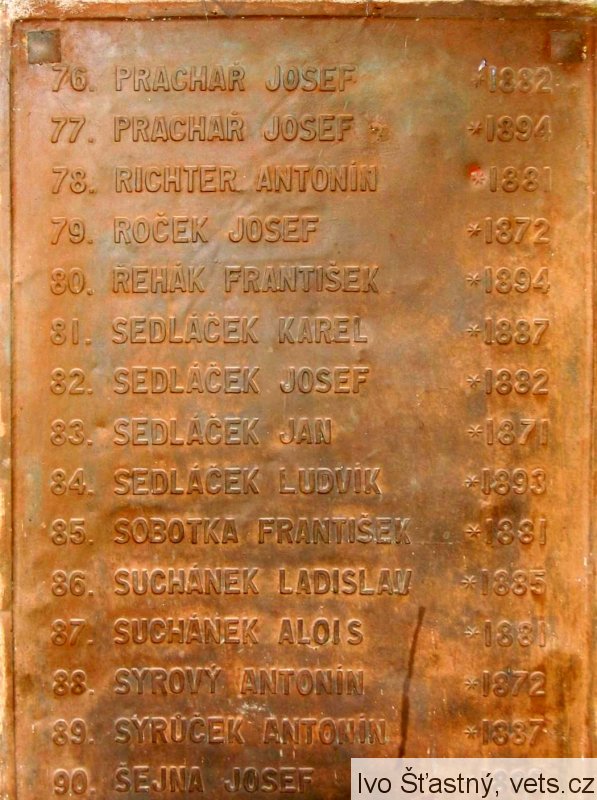 76. PRACHAŘ JOSEF *1882
77. PRACHAŘ JOSEF *1894
78. RICHTER ANTONÍN *1881
79. ROČEK JOSEF *1872
80. ŘEHÁK FRANTIŠEK *1894
81. SEDLÁČEK KAREL *1887
82. SEDLÁČEK JOSEF *1882
83. SEDLÁČEK JAN *1871
84. SEDLÁČEK LUDVÍK *1893
85. SOBOTKA FRANTIŠEK *1881
86. SUCHÁNEK LADISLAV *1885
87. SUCHÁNEK ALOIS *1881
88. SYROVÝ ANTONÍN *1872
89. SYRŮČEK ANTONÍN *1887
90. ŠEJNA JOSEF
Ivo Šťastný, vets.cz